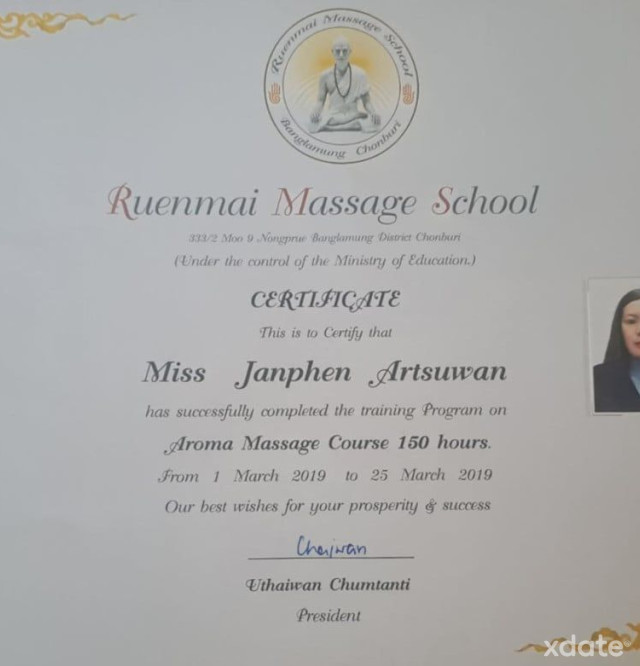 Ruenmai Massage School
Banglamung Chonburi
Ruenmai Massage School
333/2 Moo 9 Nongprue Banglamung District Chonburi
(Under the control of the Ministry of Education.)
CERTIFICATE
This is to Certify that
Miss Janphen Artsuwan
has successfully completed the training Program on
Aroma Massage Course 150 hours.
From 1 March 2019 to 25 March 2019
Our best wishes for your prosperity & success
Chaiwan
Uthaiwan Chumtanti
President
xdate